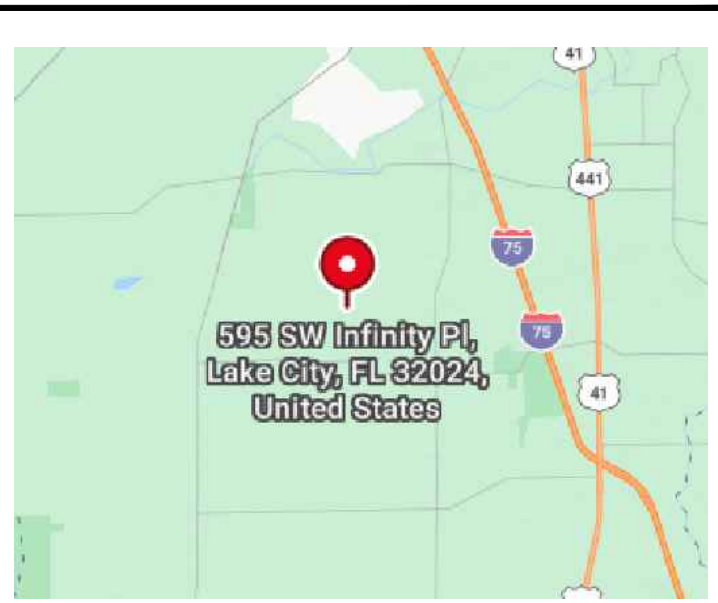 41
441
75
75
595 SW Infinity Pl,
Lake City, FL 32024,
United States
41